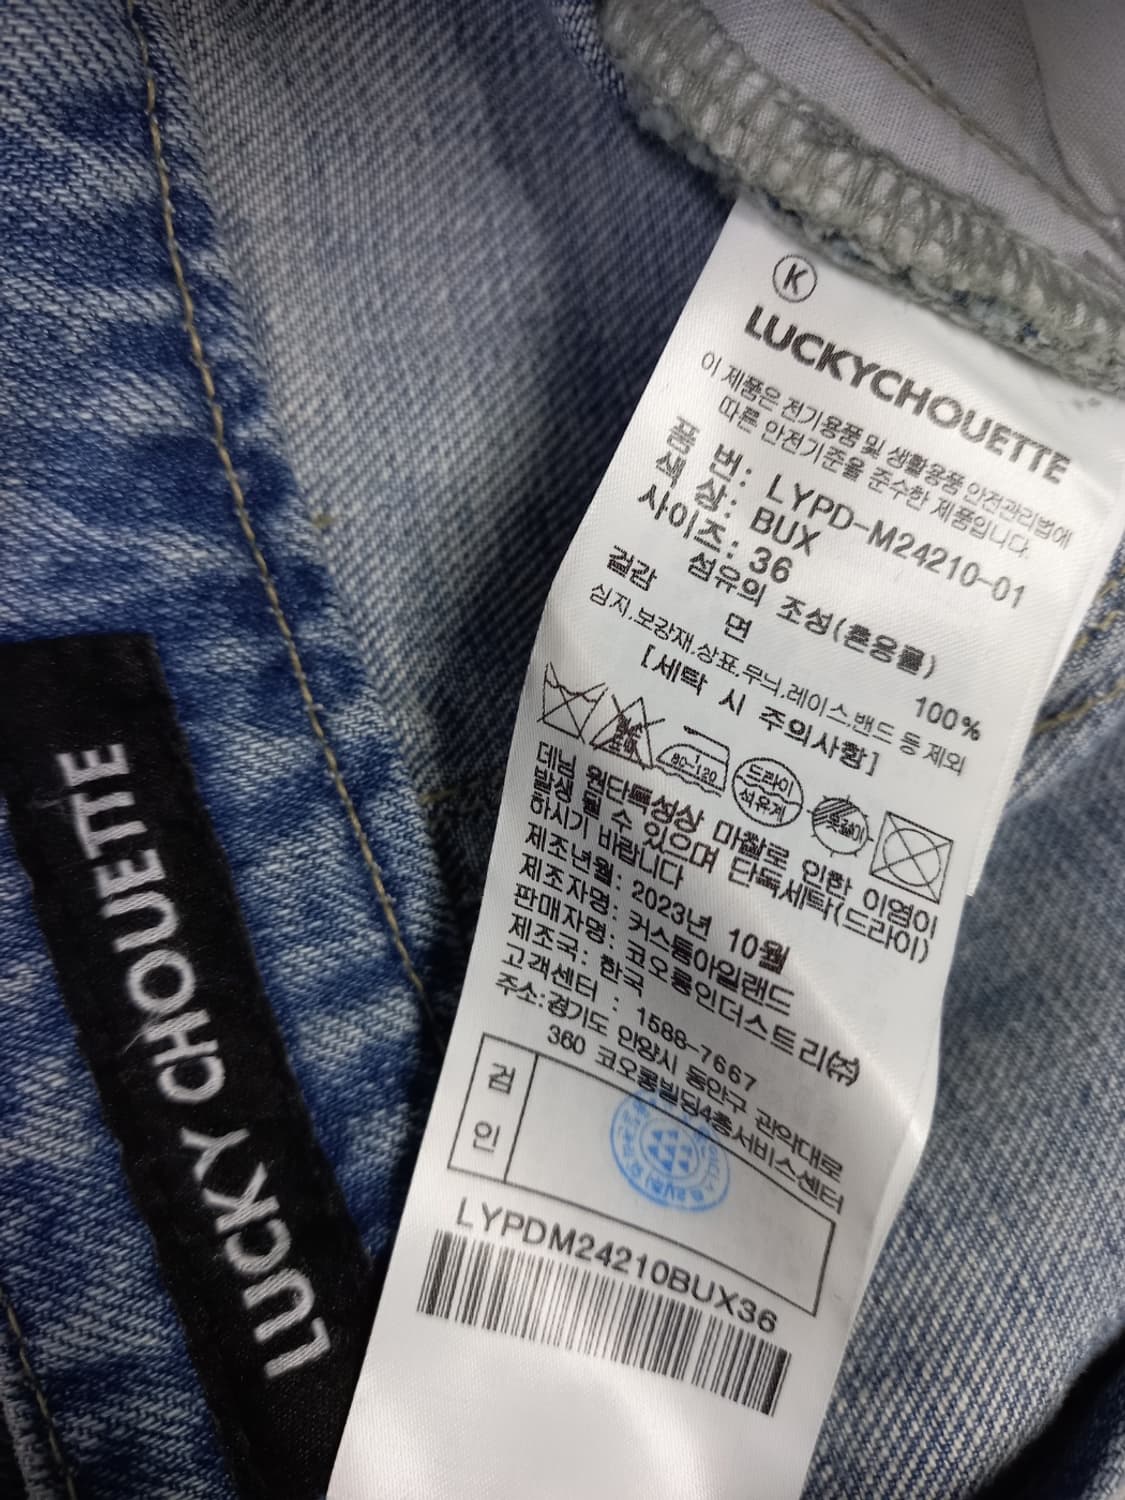 K
LUCKYCHOUETTE
이 제품은 전기용품 및 생활용품 안전관리법에
따른 안전기준을 준수한 제품입니다
품 번: LYPD-M24210-01
색 상: BUX
사이즈: 36
섬유의 조성(혼용률)
겉감 면 100%
심지,보강재,상표,무늬,레이스,밴드 등 제외
[세탁 시 주의사항]
80~120 드라이 석유계 옷걸이
데님 원단특성상 마찰로 인한 이염이
발생 될 수 있으며 단독세탁(드라이)
하시기 바랍니다
제조년월: 2023년 10월
제조자명: 커스틈아일랜드
판매자명: 코오롱인더스트리㈜
제조국: 한국
고객센터 : 1588-7667
주소:경기도 안양시 동안구 관악대로
360 코오롱빌딩4층서비스센터
검
인
LYPDM24210BUX36
LUCKY CHOUETTE